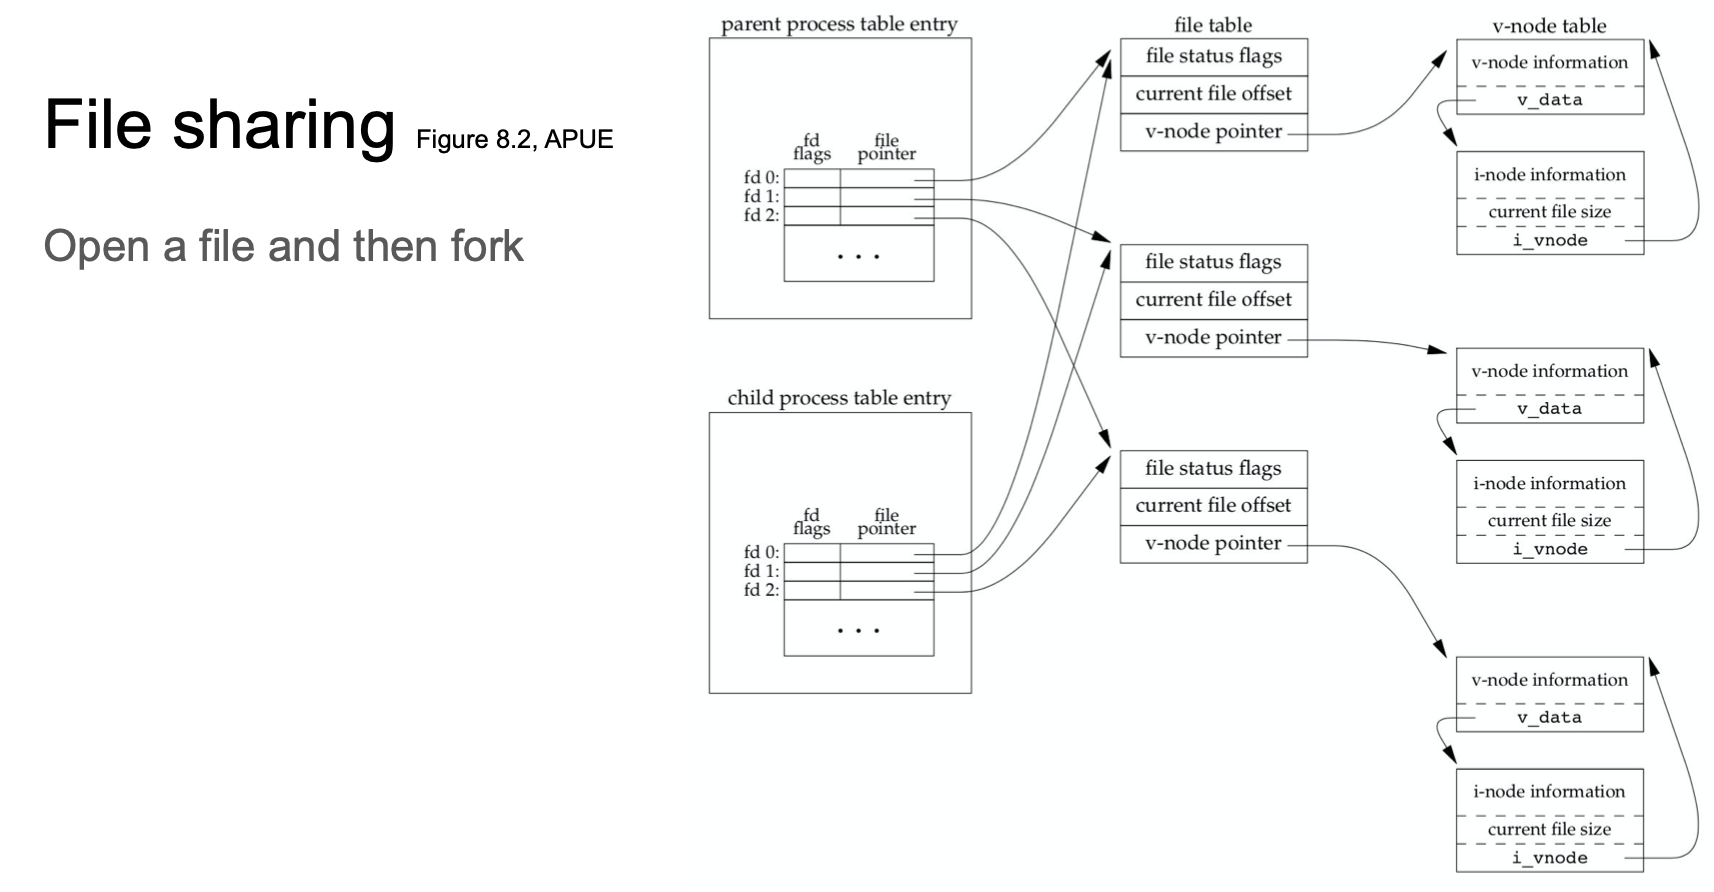 File sharing Figure 8.2, APUE
Open a file and then fork
parent process table entry
fd
flags
file
pointer
fd 0:
fd 1:
fd 2:
. . .
child process table entry
fd
flags
file
pointer
fd 0:
fd 1:
fd 2:
. . .
file table
file status flags
current file offset
v-node pointer
file status flags
current file offset
v-node pointer
file status flags
current file offset
v-node pointer
v-node table
v-node information
v_data
i-node information
current file size
i_vnode
v-node information
v_data
i-node information
current file size
i_vnode
v-node information
v_data
i-node information
current file size
i_vnode